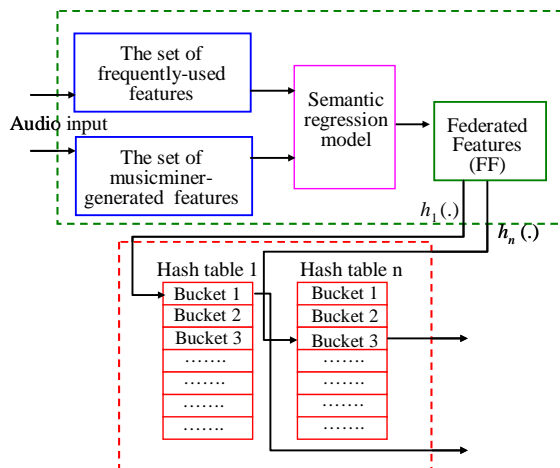 The set of
frequently-used
features
Audio input
The set of
musicminer-
generated features
Semantic
regression
model
Federated
Features
(FF)
h₁(.)
hₙ(.)
Hash table 1
Bucket 1
Bucket 2
Bucket 3
.......
.......
.......
.......
Hash table n
Bucket 1
Bucket 2
Bucket 3
.......
.......
.......
.......